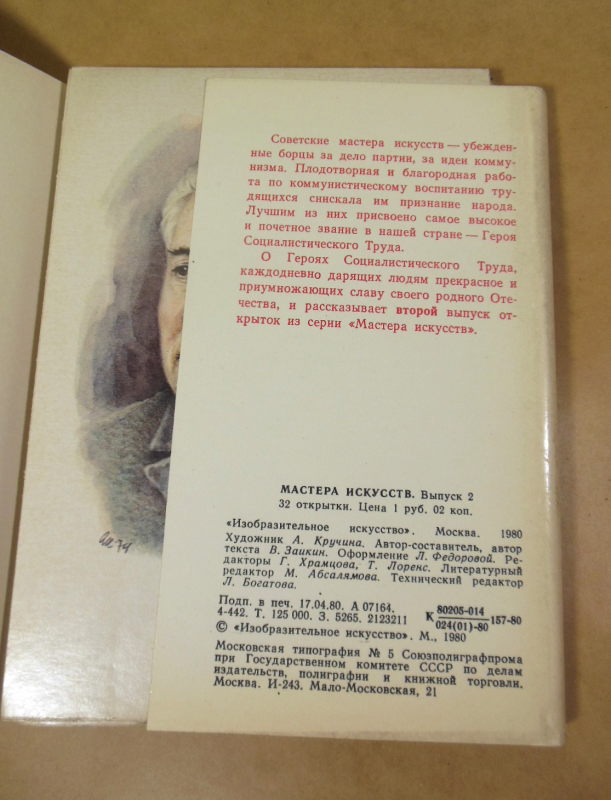 Советские мастера искусств — убежден-
ные борцы за дело партии, за идеи комму-
низма. Плодотворная и благородная рабо-
та по коммунистическому воспитанию тру-
дящихся снискала им признание народа.
Лучшим из них присвоено самое высокое
и почетное звание в нашей стране — Героя
Социалистического Труда.
О Героях Социалистического Труда,
каждодневно дарящих людям прекрасное и
приумножающих славу своего родного Оте-
чества, и рассказывает второй выпуск от-
крыток из серии «Мастера искусств».
МАСТЕРА ИСКУССТВ. Выпуск 2
32 открытки. Цена 1 руб. 02 коп.
«Изобразительное искусство». Москва. 1980
Художник А. Кручина. Автор-составитель, автор
текста В. Заикин. Оформление Л. Федоровой. Ре-
дакторы Г. Храмцова, Т. Лоренс. Литературный
редактор М. Абсалямова. Технический редактор
Л. Богатова.
Подп. в печ. 17.04.80. А 07164.
4-442. Т. 125 000. З. 5265. 2123211
К 80205-014/024(01)-80 157-80
© «Изобразительное искусство». М., 1980
Московская типография № 5 Союзполиграфпрома
при Государственном комитете СССР по делам
издательств, полиграфии и книжной торговли.
Москва. И-243. Мало-Московская, 21